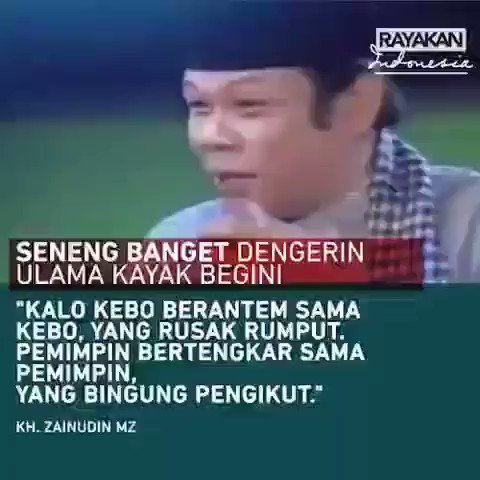 RAYAKAN
Indonesia
SENENG BANGET DENGERIN
ULAMA KAYAK BEGINI
"KALO KEBO BERANTEM SAMA
KEBO, YANG RUSAK RUMPUT.
PEMIMPIN BERTENGKAR SAMA
PEMIMPIN,
YANG BINGUNG PENGIKUT."
KH. ZAINUDIN MZ